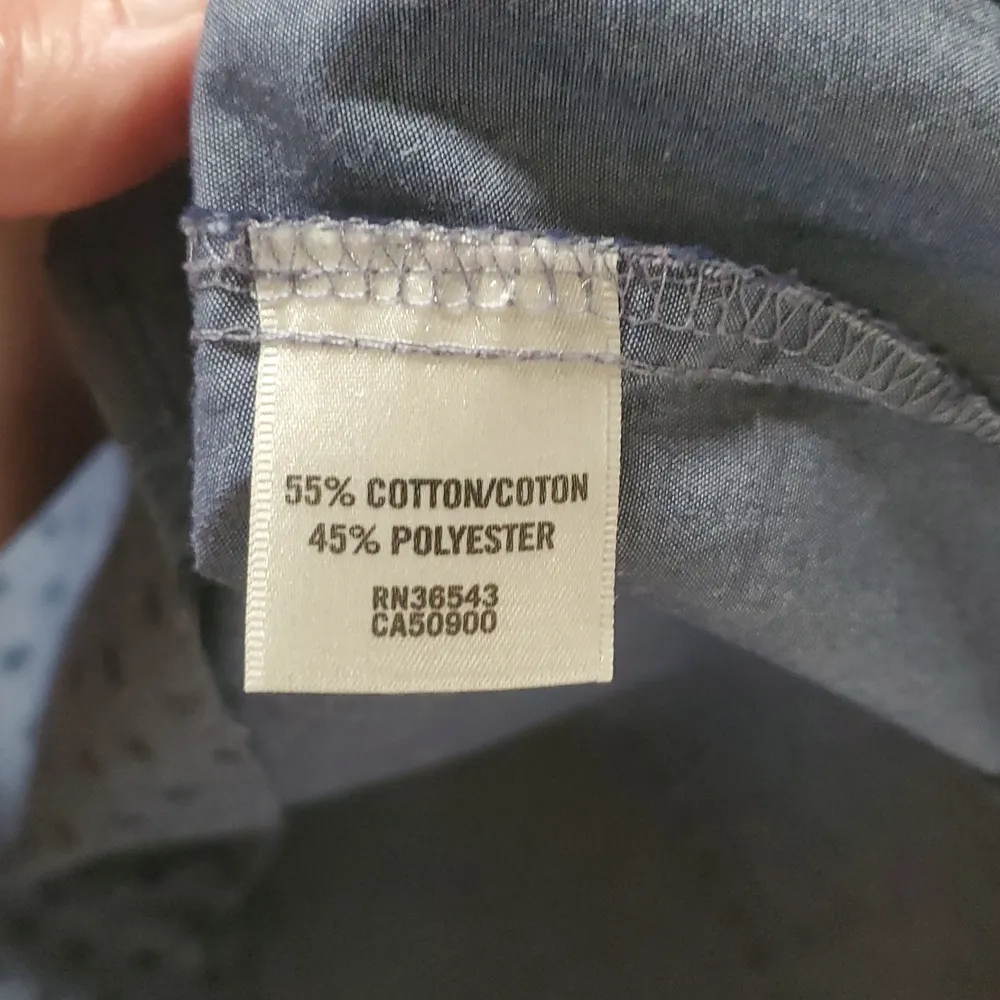 55% COTTON/COTON
45% POLYESTER
RN36543
CA50900